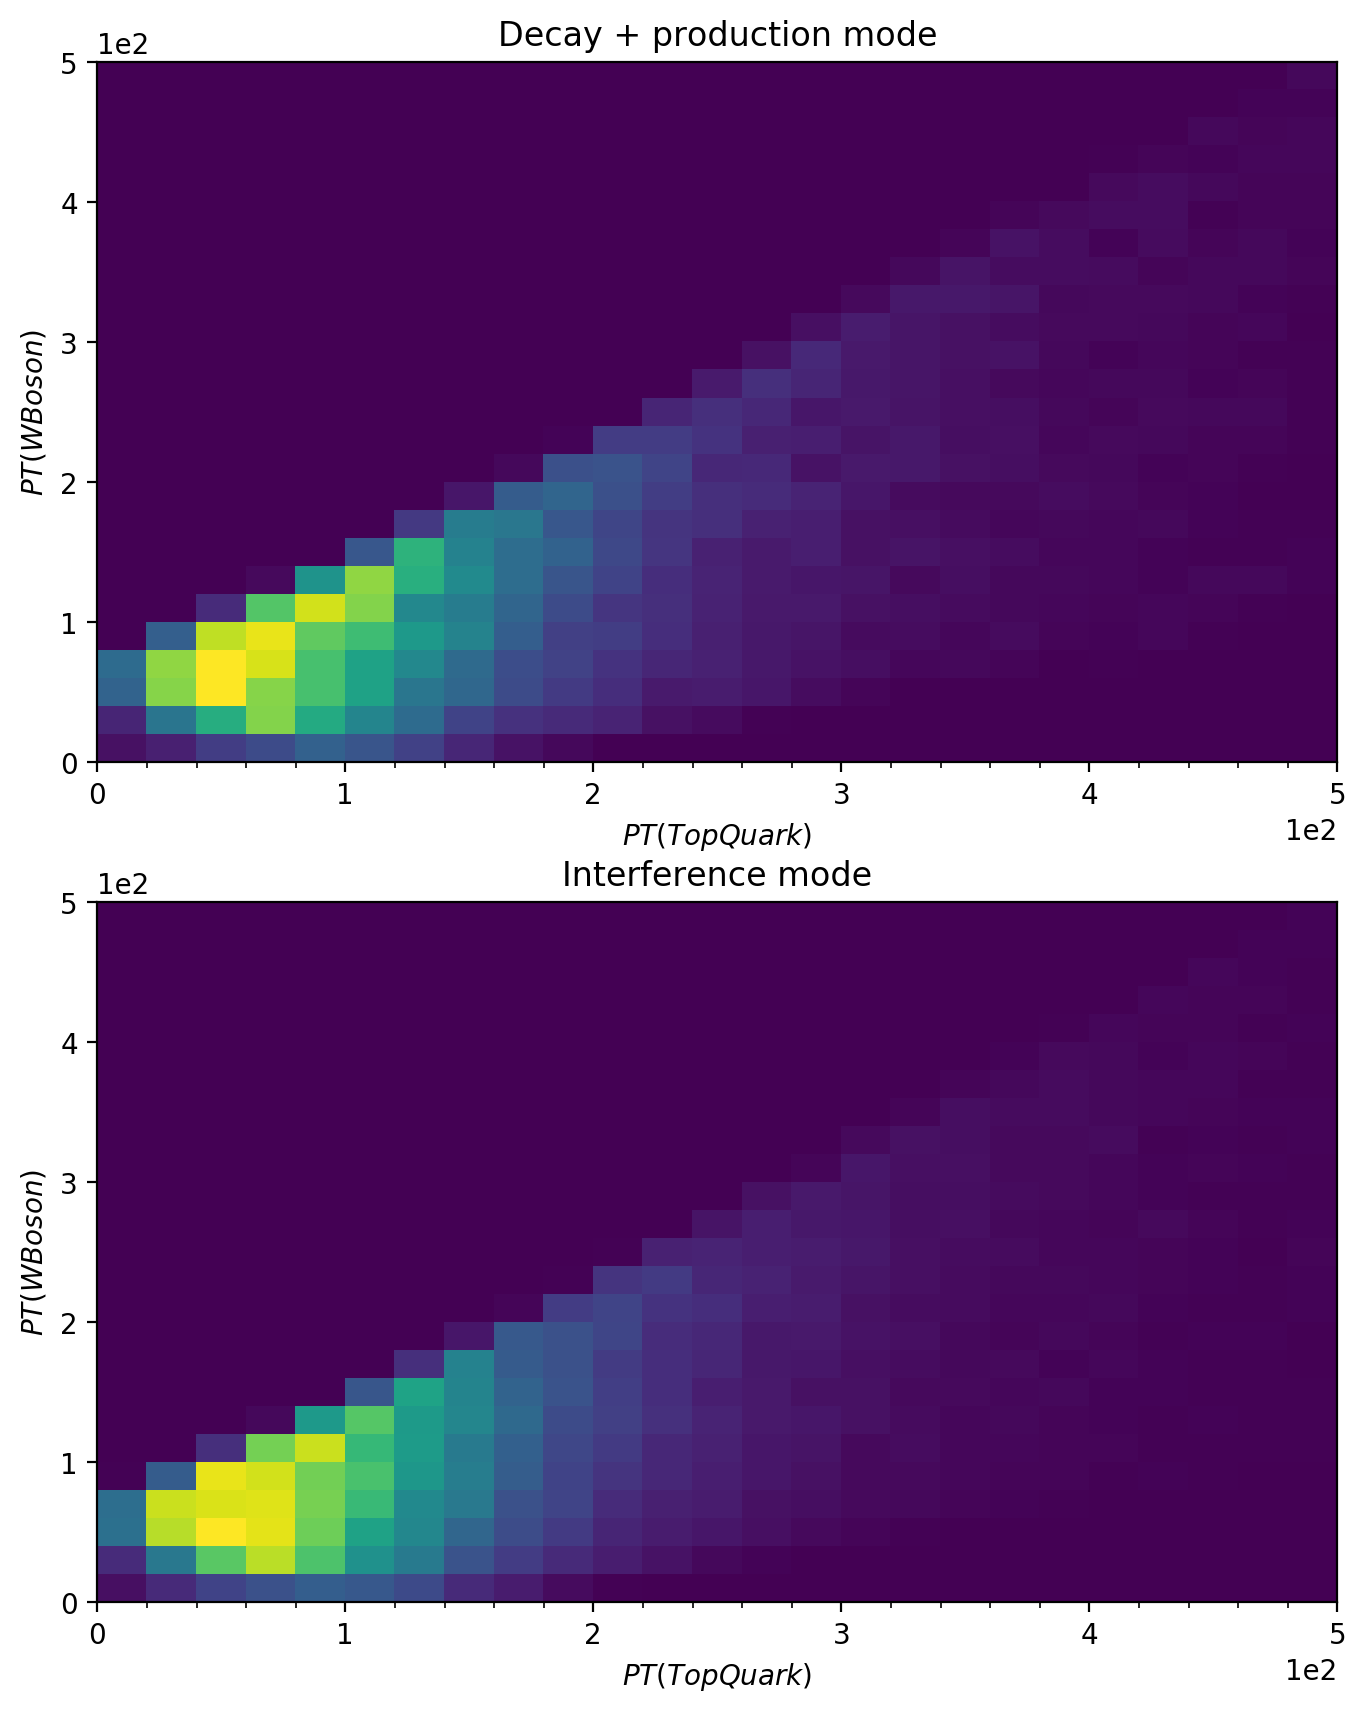 Decay + production mode
1e2
5
4
3
2
1
0
PT(WBoson)
0 1 2 3 4 5
1e2
PT(TopQuark)
Interference mode
1e2
5
4
3
2
1
0
PT(WBoson)
0 1 2 3 4 5
1e2
PT(TopQuark)